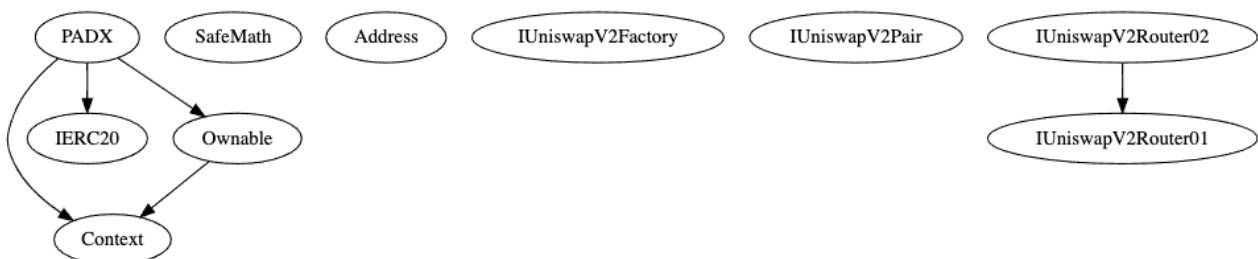 PADX SafeMath Address IUniswapV2Factory IUniswapV2Pair IUniswapV2Router02
IERC20 Ownable IUniswapV2Router01
Context